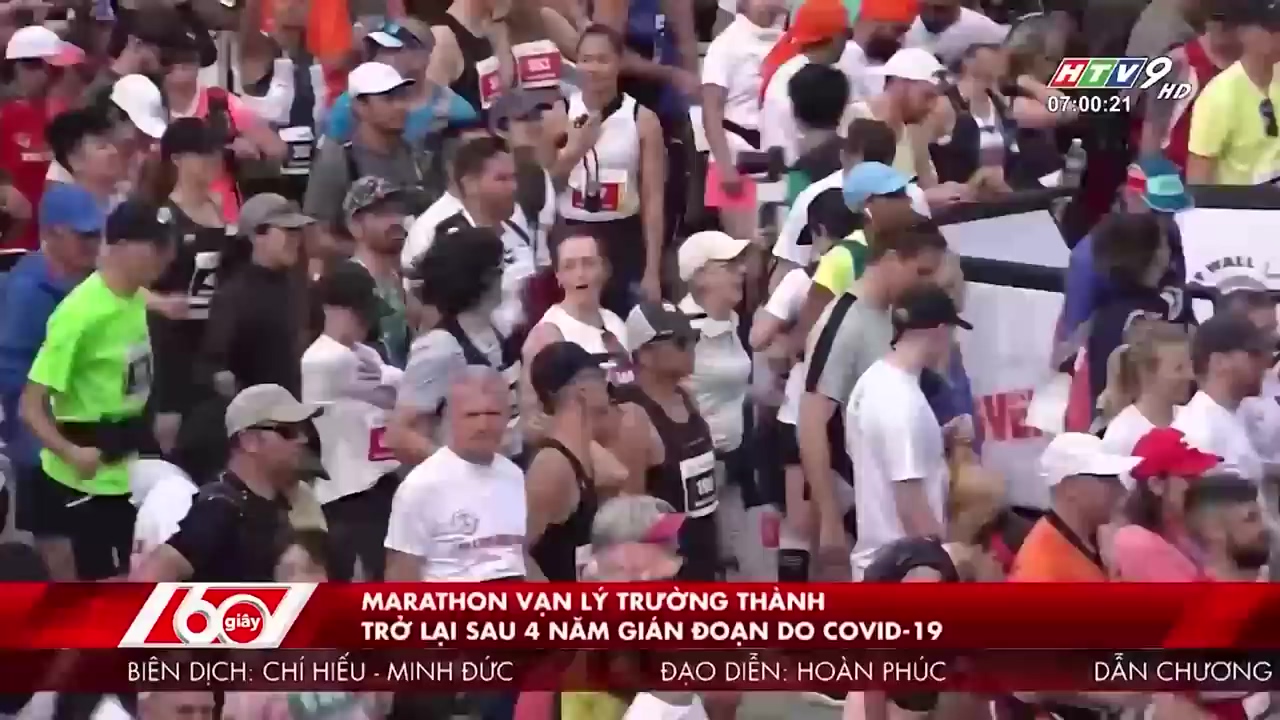 HTV9 HD
07:00:21
WALL
60 giây
MARATHON VẠN LÝ TRƯỜNG THÀNH
TRỞ LẠI SAU 4 NĂM GIÁN ĐOẠN DO COVID-19
BIÊN DỊCH: CHÍ HIẾU - MINH ĐỨC
ĐẠO DIỄN: HOÀN PHÚC
DẪN CHƯƠNG